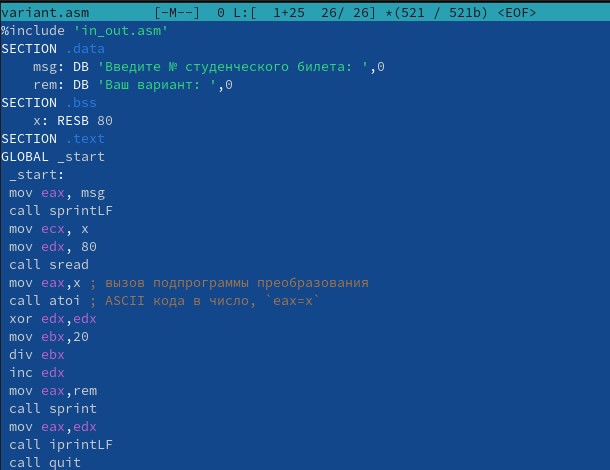 variant.asm [-M--] 0 L:[ 1+25 26/ 26] *(521 / 521b) <EOF>
%include 'in_out.asm'
SECTION .data
msg: DB 'Введите № студенческого билета: ',0
rem: DB 'Ваш вариант: ',0
SECTION .bss
x: RESB 80
SECTION .text
GLOBAL _start
_start:
mov eax, msg
call sprintLF
mov ecx, x
mov edx, 80
call sread
mov eax,x ; вызов подпрограммы преобразования
call atoi ; ASCII кода в число, `eax=x`
xor edx,edx
mov ebx,20
div ebx
inc edx
mov eax,rem
call sprint
mov eax,edx
call iprintLF
call quit